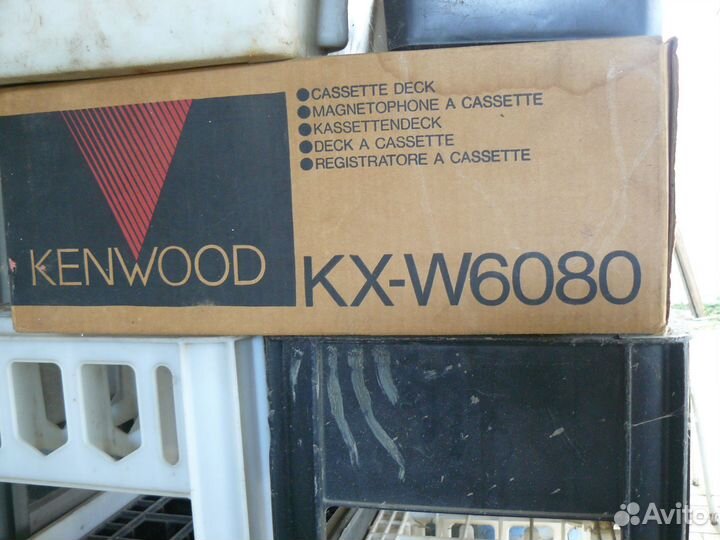 ●CASSETTE DECK
●MAGNETOPHONE A CASSETTE
●KASSETTENDECK
●DECK A CASSETTE
●REGISTRATORE A CASSETTE
KENWOOD
KX-W6080
Avito